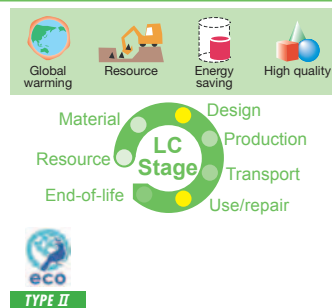 Global warming
Resource
Energy saving
High quality
Material
Design
LC Stage
Production
Resource
Transport
End-of-life
Use/repair
eco
TYPE II